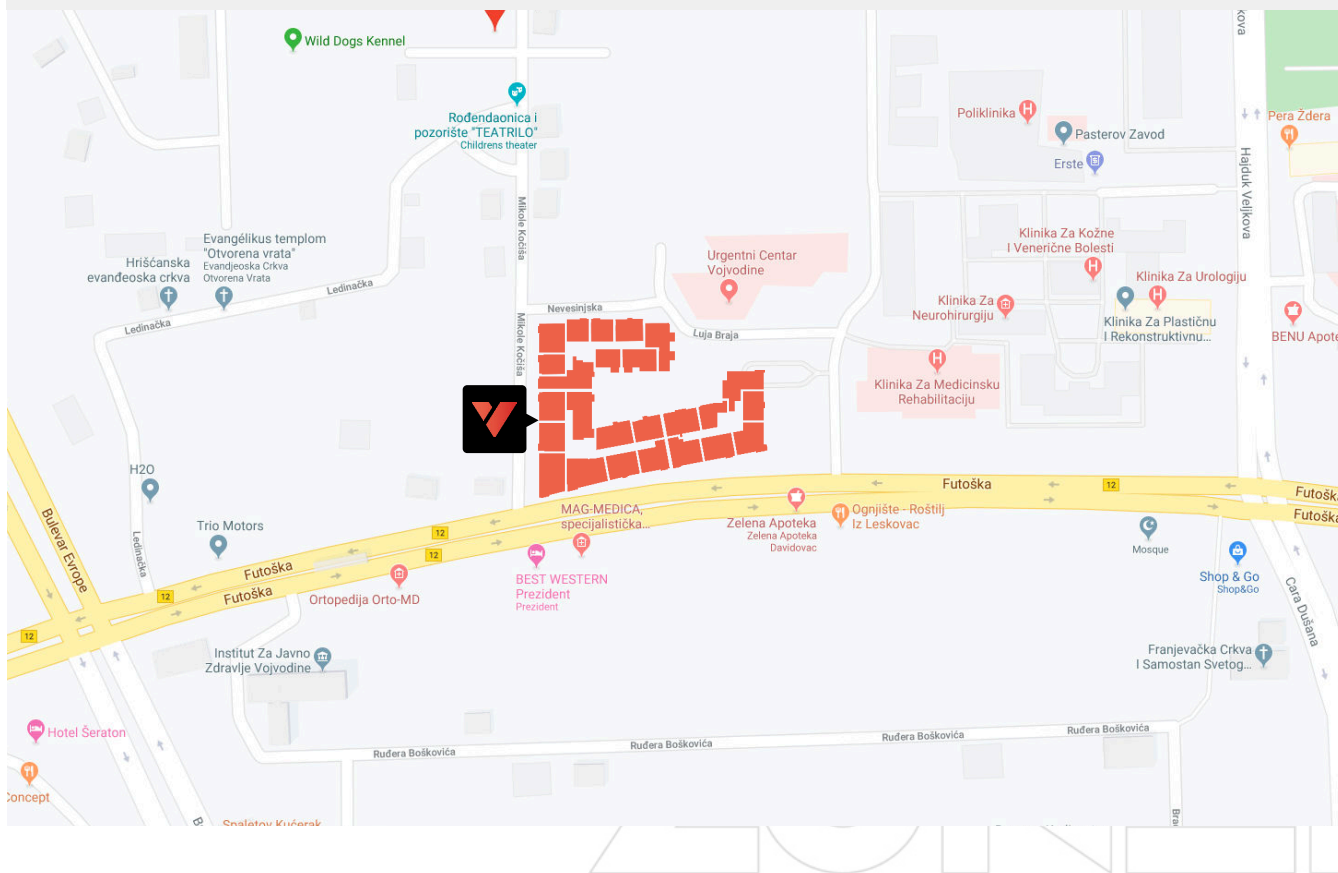 Wild Dogs Kennel
Rođendaonica i
pozorište "TEATRILO"
Childrens theater
Poliklinika
Pasterov Zavod
Erste
Pera Ždera
Hajduk Veljkova
kova
Mikole Kočiša
Evangélikus templom
"Otvorena vrata"
Evandjeoska Crkva
Otvorena Vrata
Hrišćanska
evanđeoska crkva
Ledinačka
Ledinačka
Nevesinjska
Urgentni Centar
Vojvodine
Klinika Za Kožne
I Venerične Bolesti
Klinika Za Urologiju
Klinika Za
Neurohirurgiju
Klinika Za Plastičnu
I Rekonstruktivnu...
BENU Apote
Luja Braja
Mikole Kočiša
Klinika Za Medicinsku
Rehabilitaciju
H2O
Bulevar Evrope
Trio Motors
Ledinačka
MAG-MEDICA,
specijalistička...
Zelena Apoteka
Zelena Apoteka
Davidovac
Ognjište - Roštilj
Iz Leskovac
Futoška
12
Futošk
Futoška
Mosque
12
12
Shop & Go
Shop&Go
BEST WESTERN
Prezident
Prezident
Futoška
Futoška
12
12
Ortopedija Orto-MD
Cara Dušana
Institut Za Javno
Zdravlje Vojvodine
Franjevačka Crkva
I Samostan Svetog...
Hotel Šeraton
Ruđera Boškovića
Ruđera Boškovića
Ruđera Boškovića
Ruđera Boškovića
Concept
Spaletov Kućerak
Bra